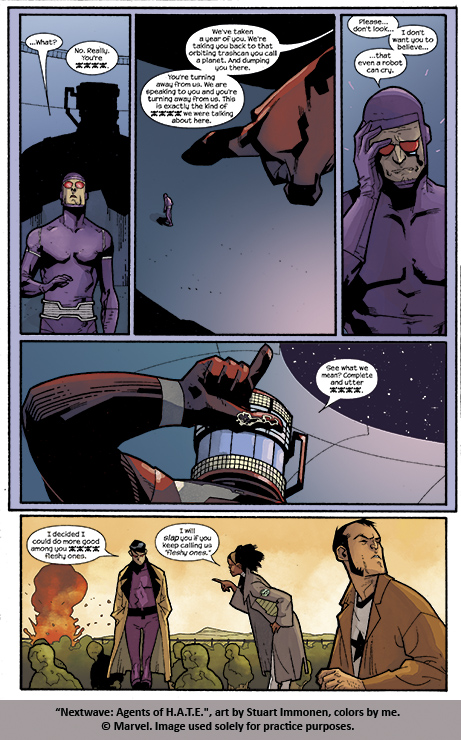 ...What?
No. Really.
You're
☠☠☠☠.
We've taken
a year of you. We're
taking you back to that
orbiting trashcan you call
a planet. And dumping
you there.
You're turning
away from us. We are
speaking to you and you're
turning away from us. This
is exactly the kind of
☠☠☠☠ we were talking
about here.
Please...
don't look...
I don't
want you to
believe...
...that
even a robot
can cry.
See what we
mean? Complete
and utter
☠☠☠☠.
I decided I
could do more good
among you ☠☠☠☠
fleshy ones.
I will
slap you if you
keep calling us
"fleshy ones."
"Nextwave: Agents of H.A.T.E.", art by Stuart Immonen, colors by me.
© Marvel. Image used solely for practice purposes.